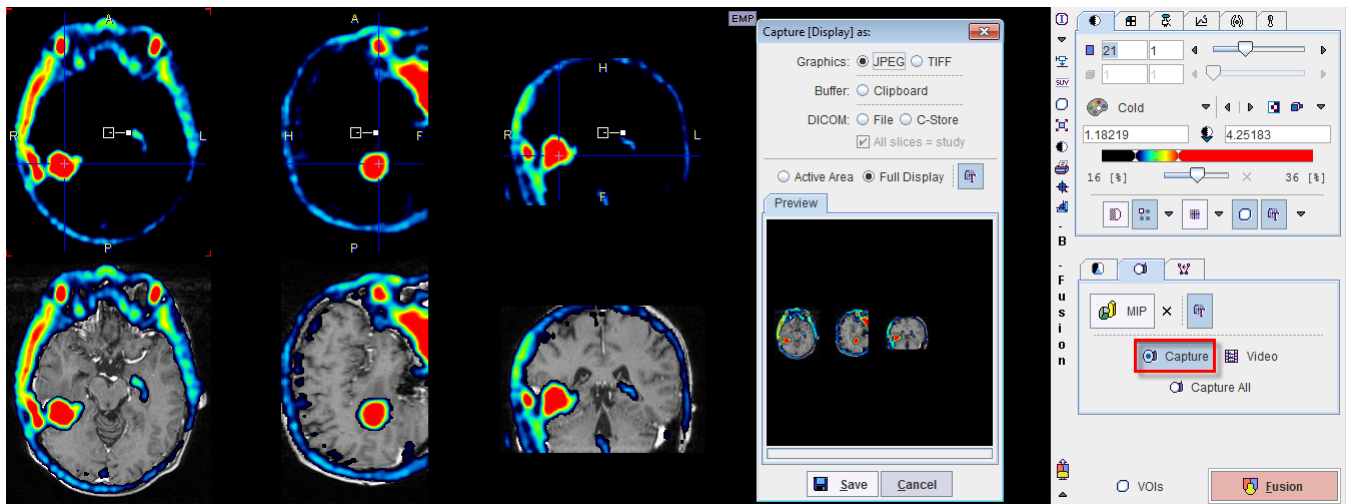 A
A
EMP
H
R
L
H
F
R
L
P
P
F
Capture [Display] as:
Graphics: JPEG TIFF
Buffer: Clipboard
DICOM: File C-Store
All slices = study
Active Area Full Display
Preview
Save Cancel
SUV
- B - Fusion
21 1
1 1
Cold
1.18219 4.25183
16 [%] 36 [%]
MIP
Capture Video
Capture All
VOIs Fusion